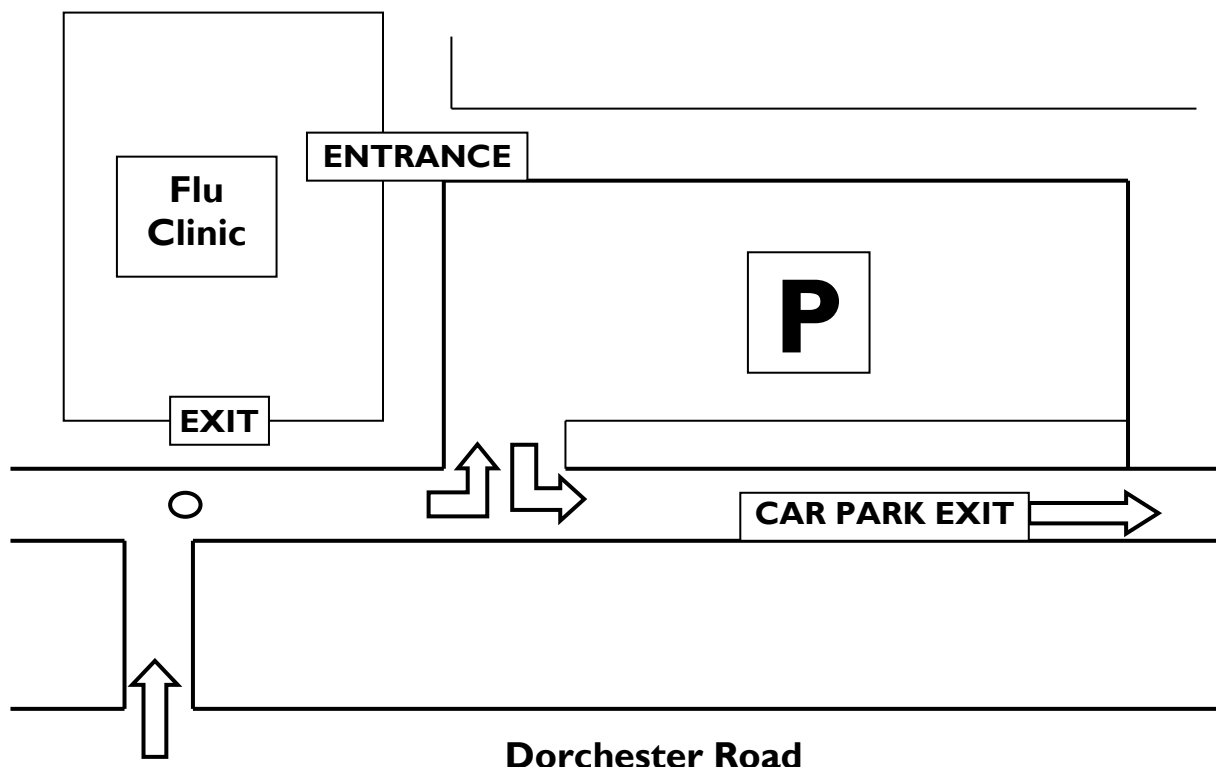 ENTRANCE
Flu
Clinic
P
EXIT
CAR PARK EXIT
Dorchester Road